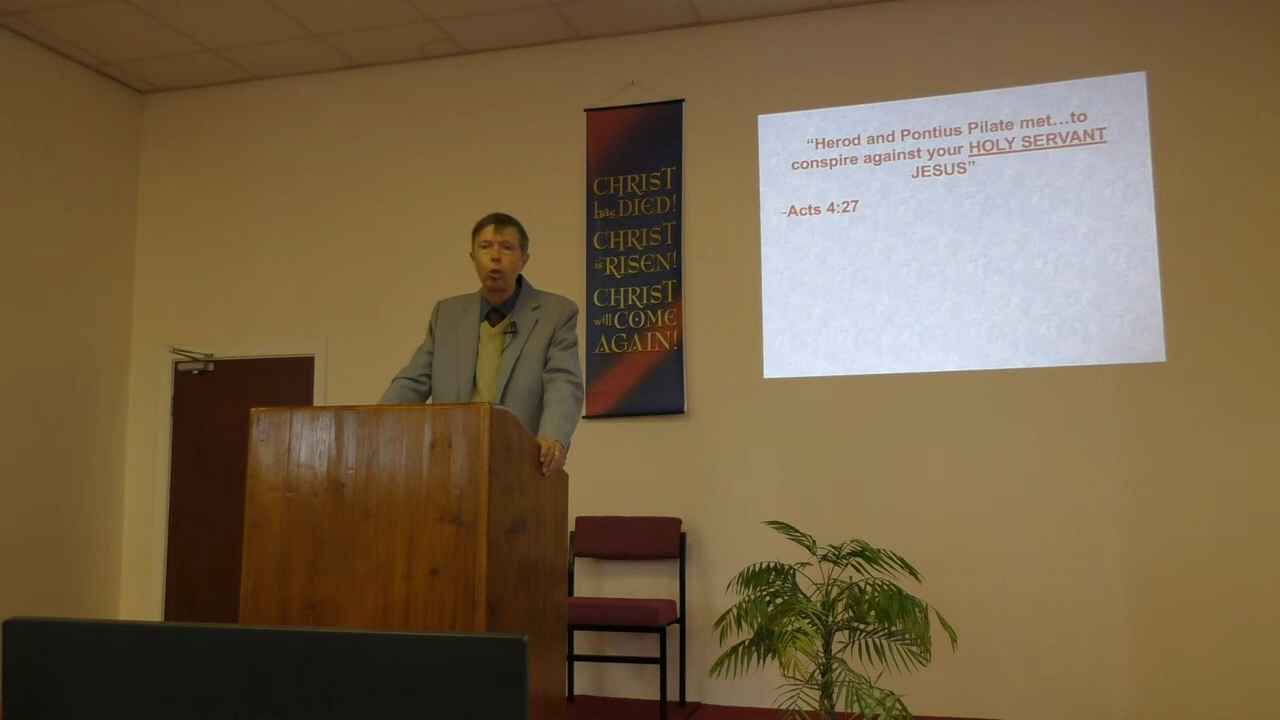 CHRIST
has DIED!
CHRIST
is RISEN!
CHRIST
will COME
AGAIN!
“Herod and Pontius Pilate met…to
conspire against your HOLY SERVANT
JESUS”
-Acts 4:27